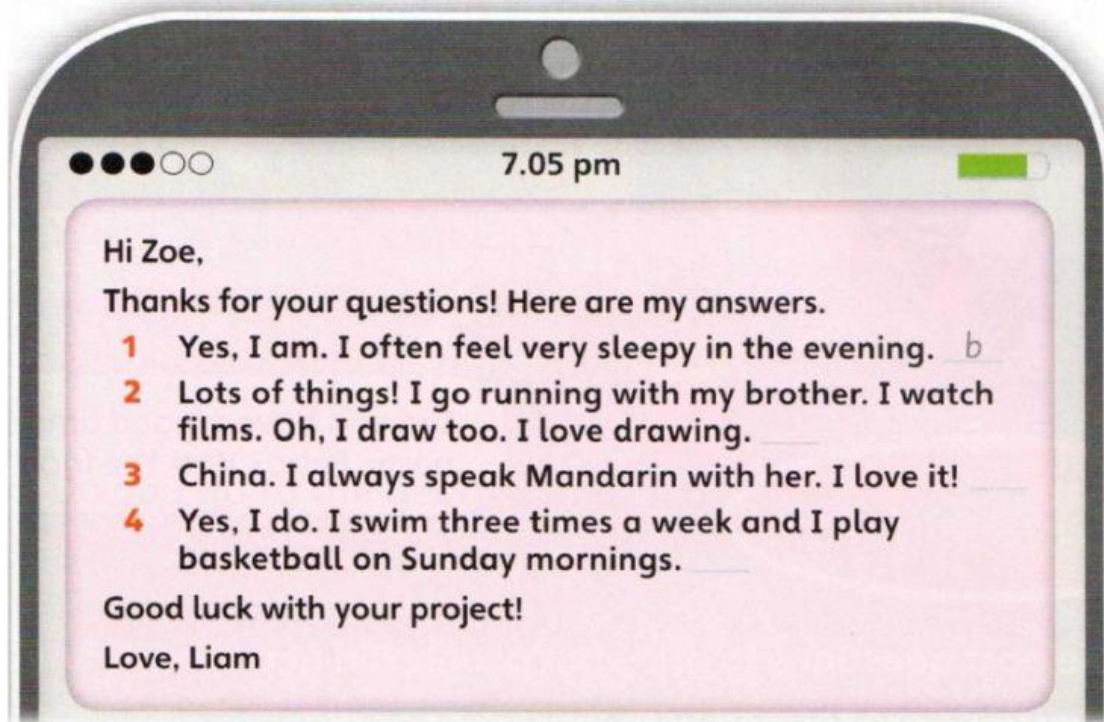 7.05 pm
Hi Zoe,
Thanks for your questions! Here are my answers.
1 Yes, I am. I often feel very sleepy in the evening. b
2 Lots of things! I go running with my brother. I watch
films. Oh, I draw too. I love drawing.
3 China. I always speak Mandarin with her. I love it!
4 Yes, I do. I swim three times a week and I play
basketball on Sunday mornings.
Good luck with your project!
Love, Liam